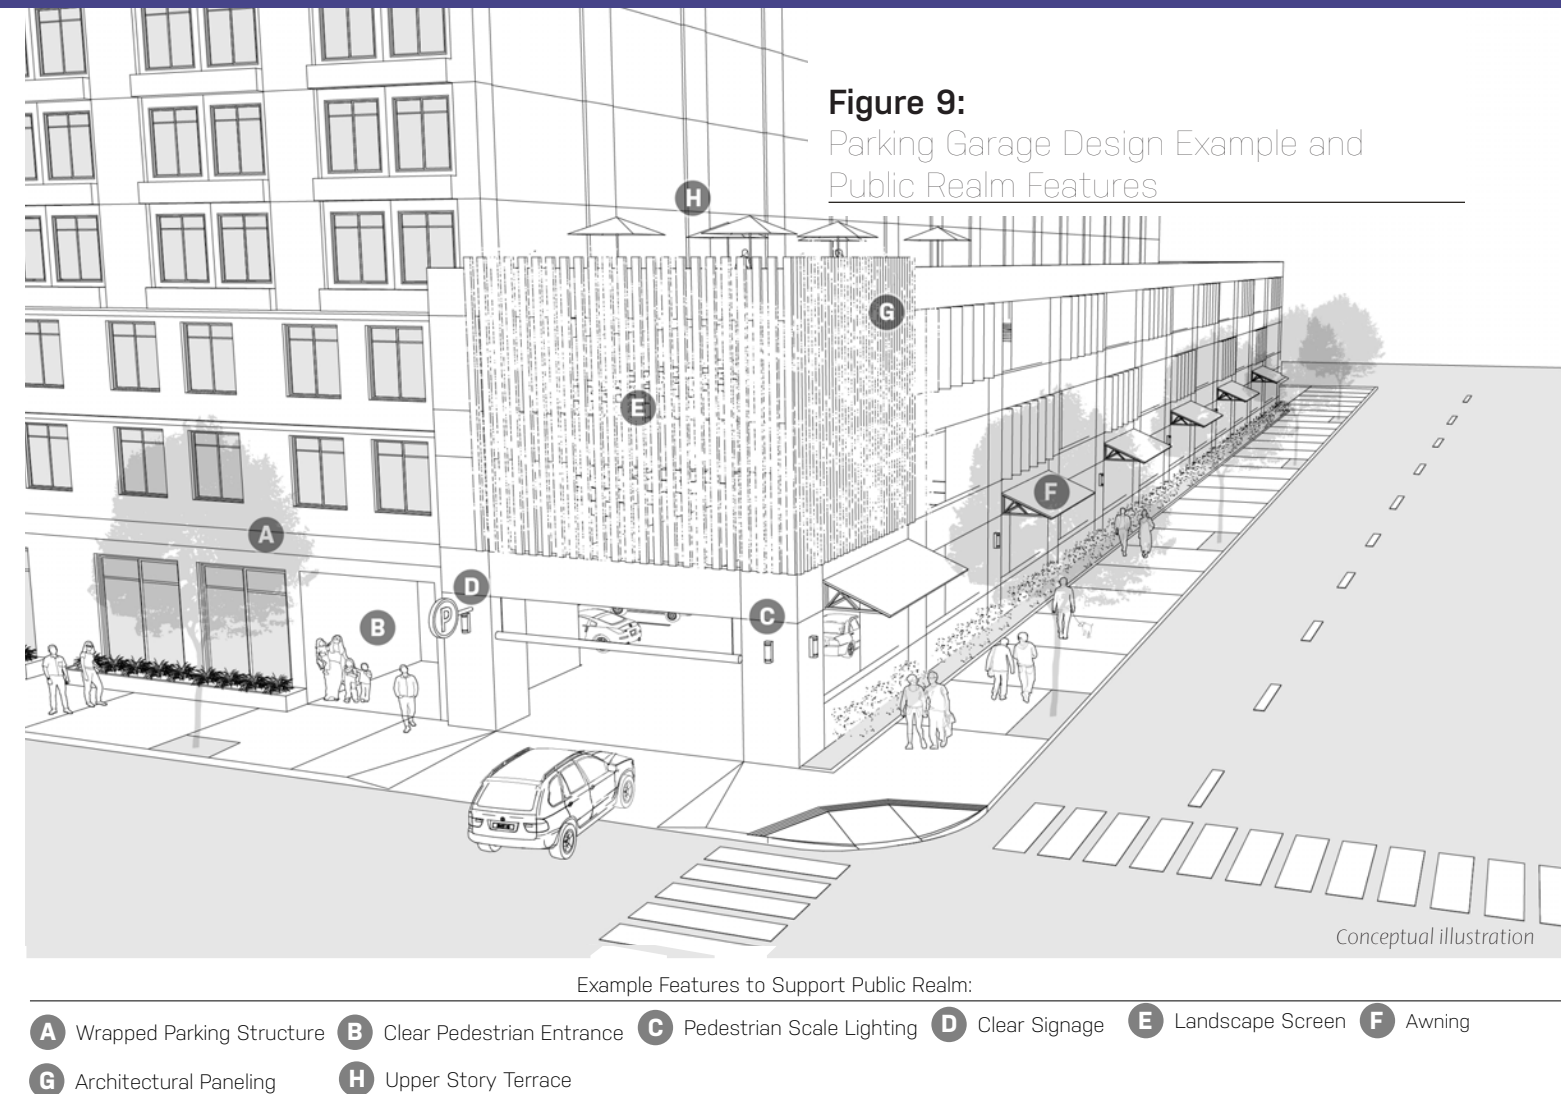 Figure 9:
Parking Garage Design Example and
Public Realm Features
H
G
E
F
A
D
C
B
P
Conceptual illustration
Example Features to Support Public Realm:
A Wrapped Parking Structure B Clear Pedestrian Entrance C Pedestrian Scale Lighting D Clear Signage E Landscape Screen F Awning
G Architectural Paneling H Upper Story Terrace